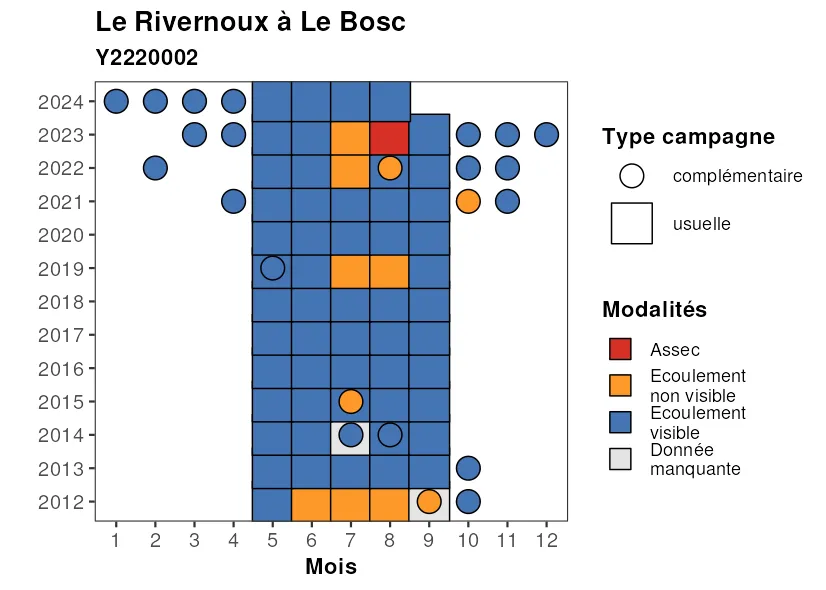 Le Rivernoux à Le Bosc
Y2220002
2024
2023
2022
2021
2020
2019
2018
2017
2016
2015
2014
2013
2012
1 2 3 4 5 6 7 8 9 10 11 12
Mois
Type campagne
complémentaire
usuelle
Modalités
Assec
Ecoulement
non visible
Ecoulement
visible
Donnée
manquante